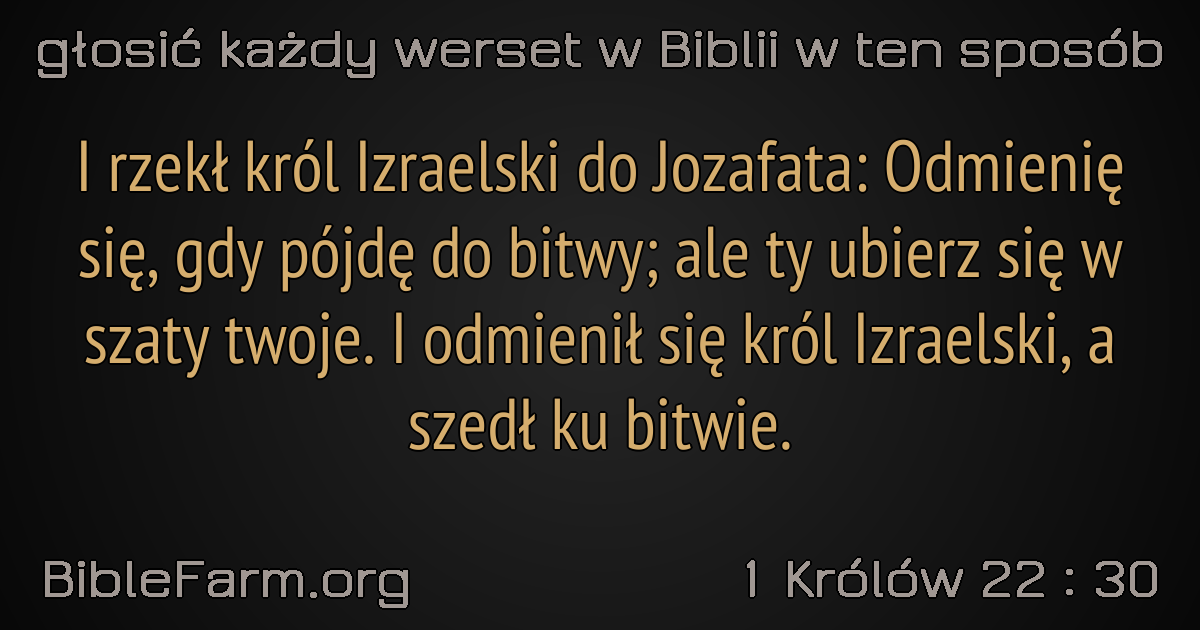 głosić każdy werset w Biblii w ten sposób
I rzekł król Izraelski do Jozafata: Odmienię
się, gdy pójdę do bitwy; ale ty ubierz się w
szaty twoje. I odmienił się król Izraelski, a
szedł ku bitwie.
BibleFarm.org
1 Królów 22 : 30